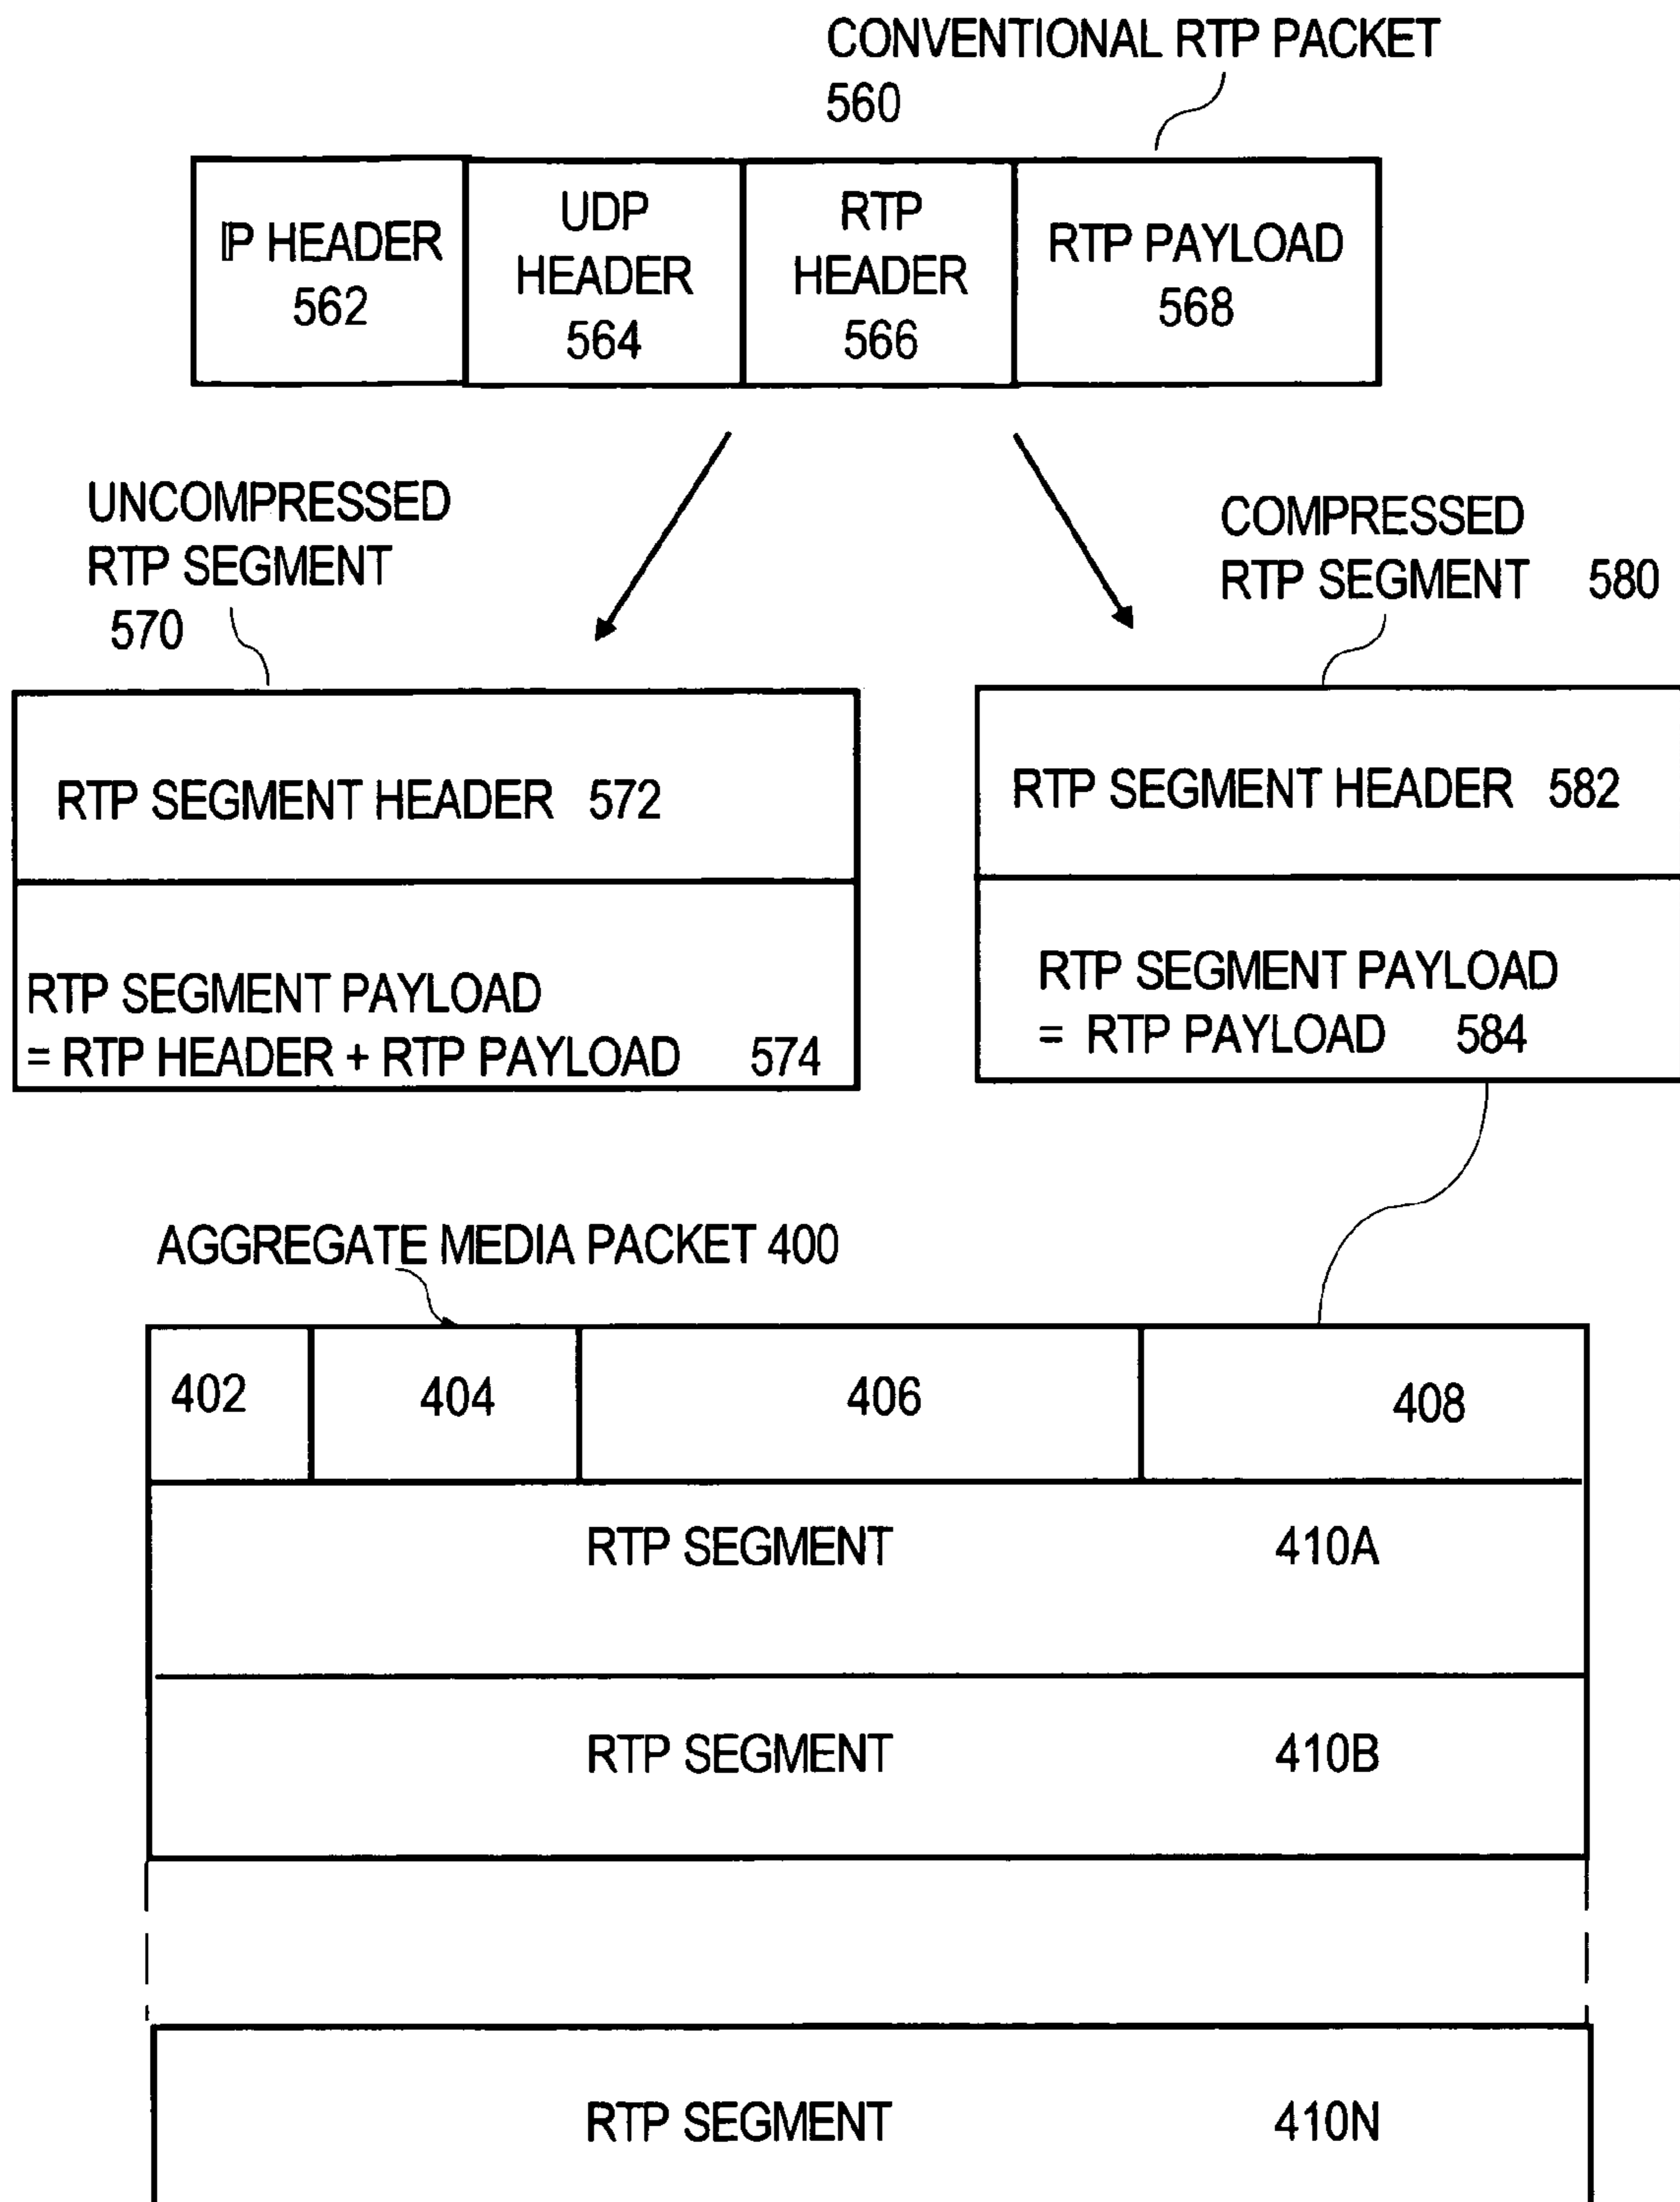 CONVENTIONAL RTP PACKET
560
IP HEADER
562
UDP
HEADER
564
RTP
HEADER
566
RTP PAYLOAD
568
UNCOMPRESSED
RTP SEGMENT
570
COMPRESSED
RTP SEGMENT 580
RTP SEGMENT HEADER 572
RTP SEGMENT PAYLOAD
= RTP HEADER + RTP PAYLOAD 574
RTP SEGMENT HEADER 582
RTP SEGMENT PAYLOAD
= RTP PAYLOAD 584
AGGREGATE MEDIA PACKET 400
402 404 406 408
RTP SEGMENT 410A
RTP SEGMENT 410B
RTP SEGMENT 410N